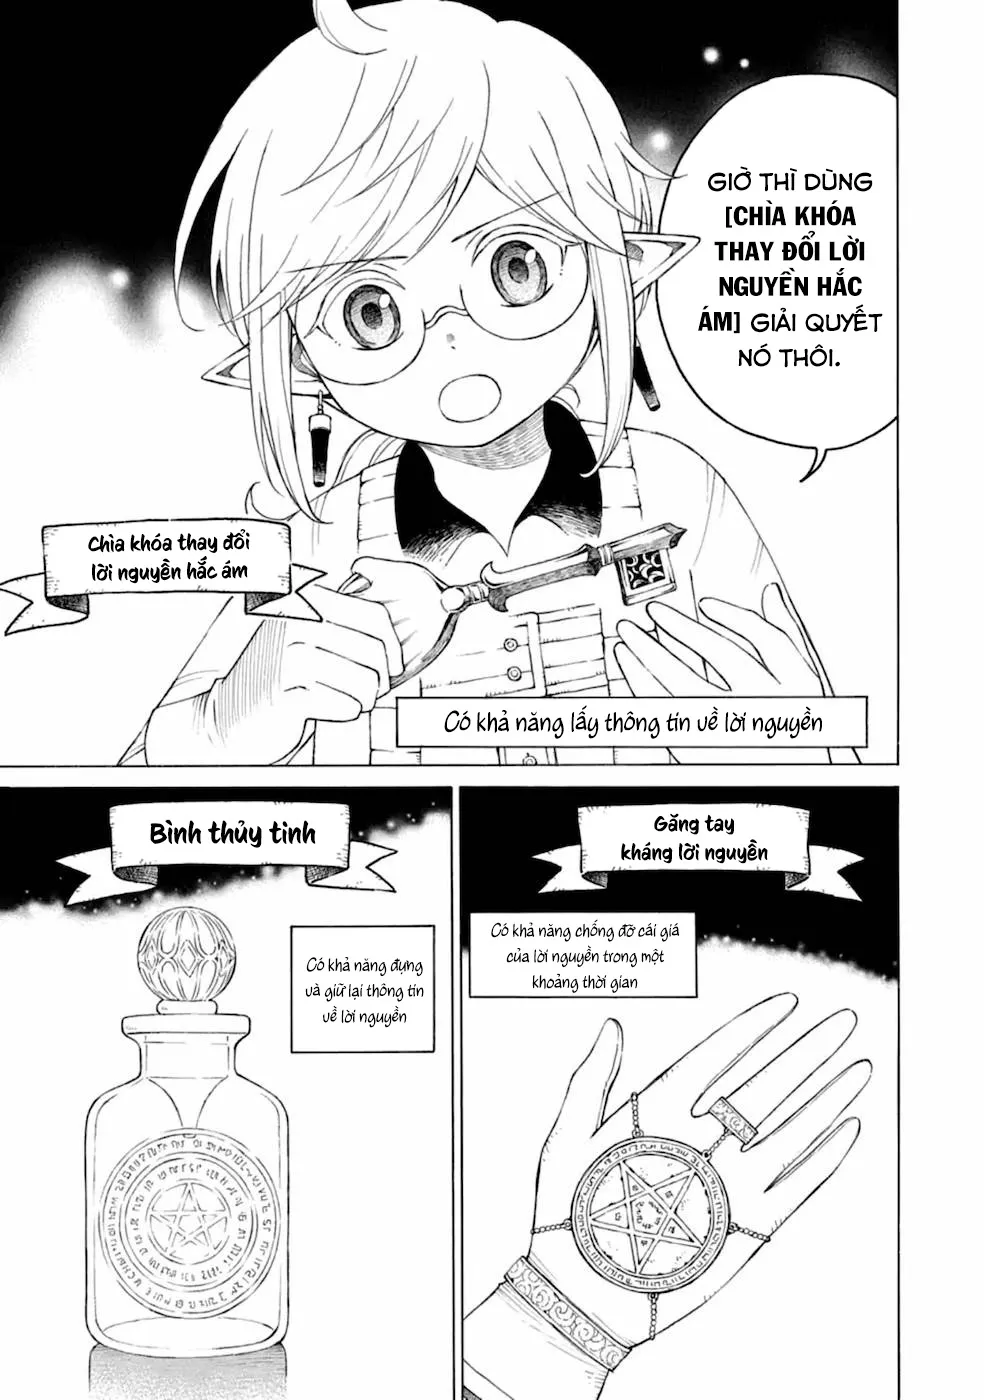 GIỜ THÌ DÙNG
[CHÌA KHÓA
THAY ĐỔI LỜI
NGUYỀN HẮC
ÁM] GIẢI QUYẾT
NÓ THÔI.
Chìa khóa thay đổi
lời nguyền hắc ám
Có khả năng lấy thông tin về lời nguyền
Găng tay
kháng lời nguyền
Có khả năng chống đỡ cái giá
của lời nguyền trong một
khoảng thời gian
Bình thủy tinh
Có khả năng đựng
và giữ lại thông tin
về lời nguyền